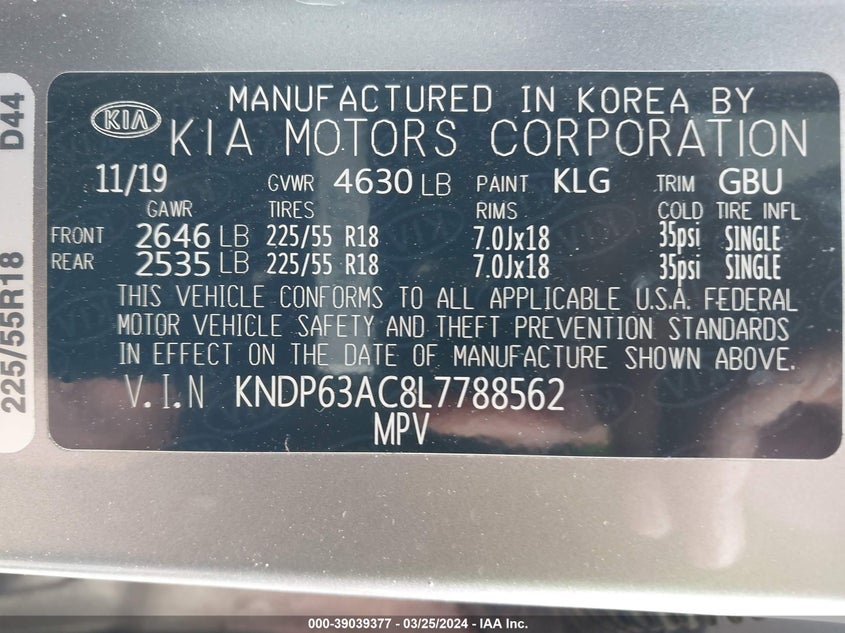 D44
225/55R18
KIA
MANUFACTURED IN KOREA BY
KIA MOTORS CORPORATION
11/19 GVWR 4630 LB PAINT KLG TRIM GBU
GAWR TIRES RIMS COLD TIRE INFL
FRONT 2646 LB 225/55 R18 7.0Jx18 35psi SINGLE
REAR 2535 LB 225/55 R18 7.0Jx18 35psi SINGLE
THIS VEHICLE CONFORMS TO ALL APPLICABLE U.S.A. FEDERAL
MOTOR VEHICLE SAFETY AND THEFT PREVENTION STANDARDS
IN EFFECT ON THE DATE OF MANUFACTURE SHOWN ABOVE.
V.I.N KNDP63AC8L7788562
MPV
000-39039377 - 03/25/2024 - IAA Inc.